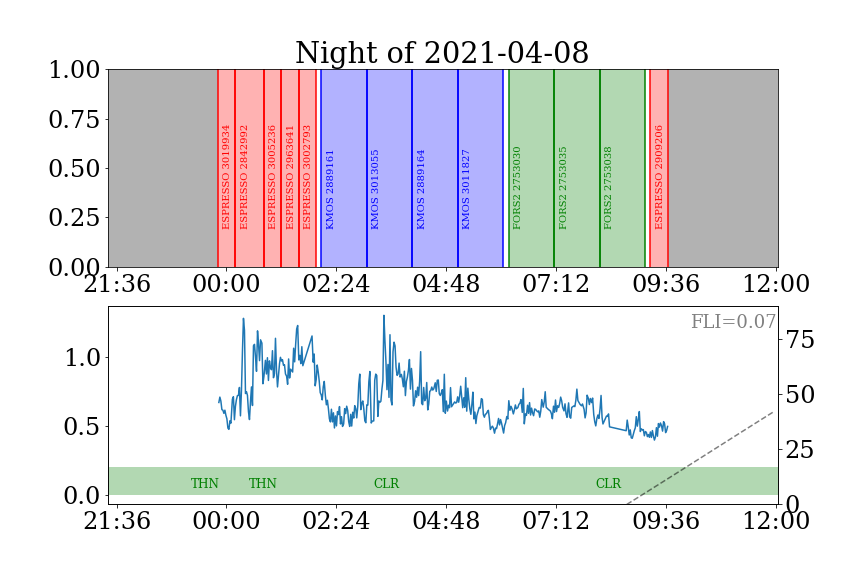 Night of 2021-04-08
1.00
0.75
0.50
0.25
0.00
ESPRESSO 3019934
ESPRESSO 2842992
ESPRESSO 3005236
ESPRESSO 2963641
ESPRESSO 3002793
KMOS 2889161
KMOS 3013055
KMOS 2889164
KMOS 3011827
FORS2 2753030
FORS2 2753035
FORS2 2753038
ESPRESSO 2909206
21:36 00:00 02:24 04:48 07:12 09:36 12:00
FLI=0.07
1.0
0.5
0.0
75
50
25
0
THN THN CLR CLR
21:36 00:00 02:24 04:48 07:12 09:36 12:00